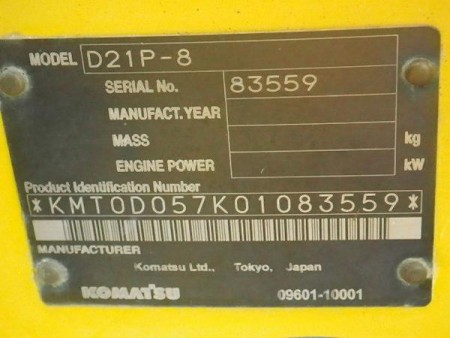 MODEL D21P-8
SERIAL No. 83559
MANUFACT.YEAR
MASS kg
ENGINE POWER kW
Product Identification Number
*KMT0D057K01083559*
MANUFACTURER
Komatsu Ltd., Tokyo, Japan
KOMATSU 09601-10001